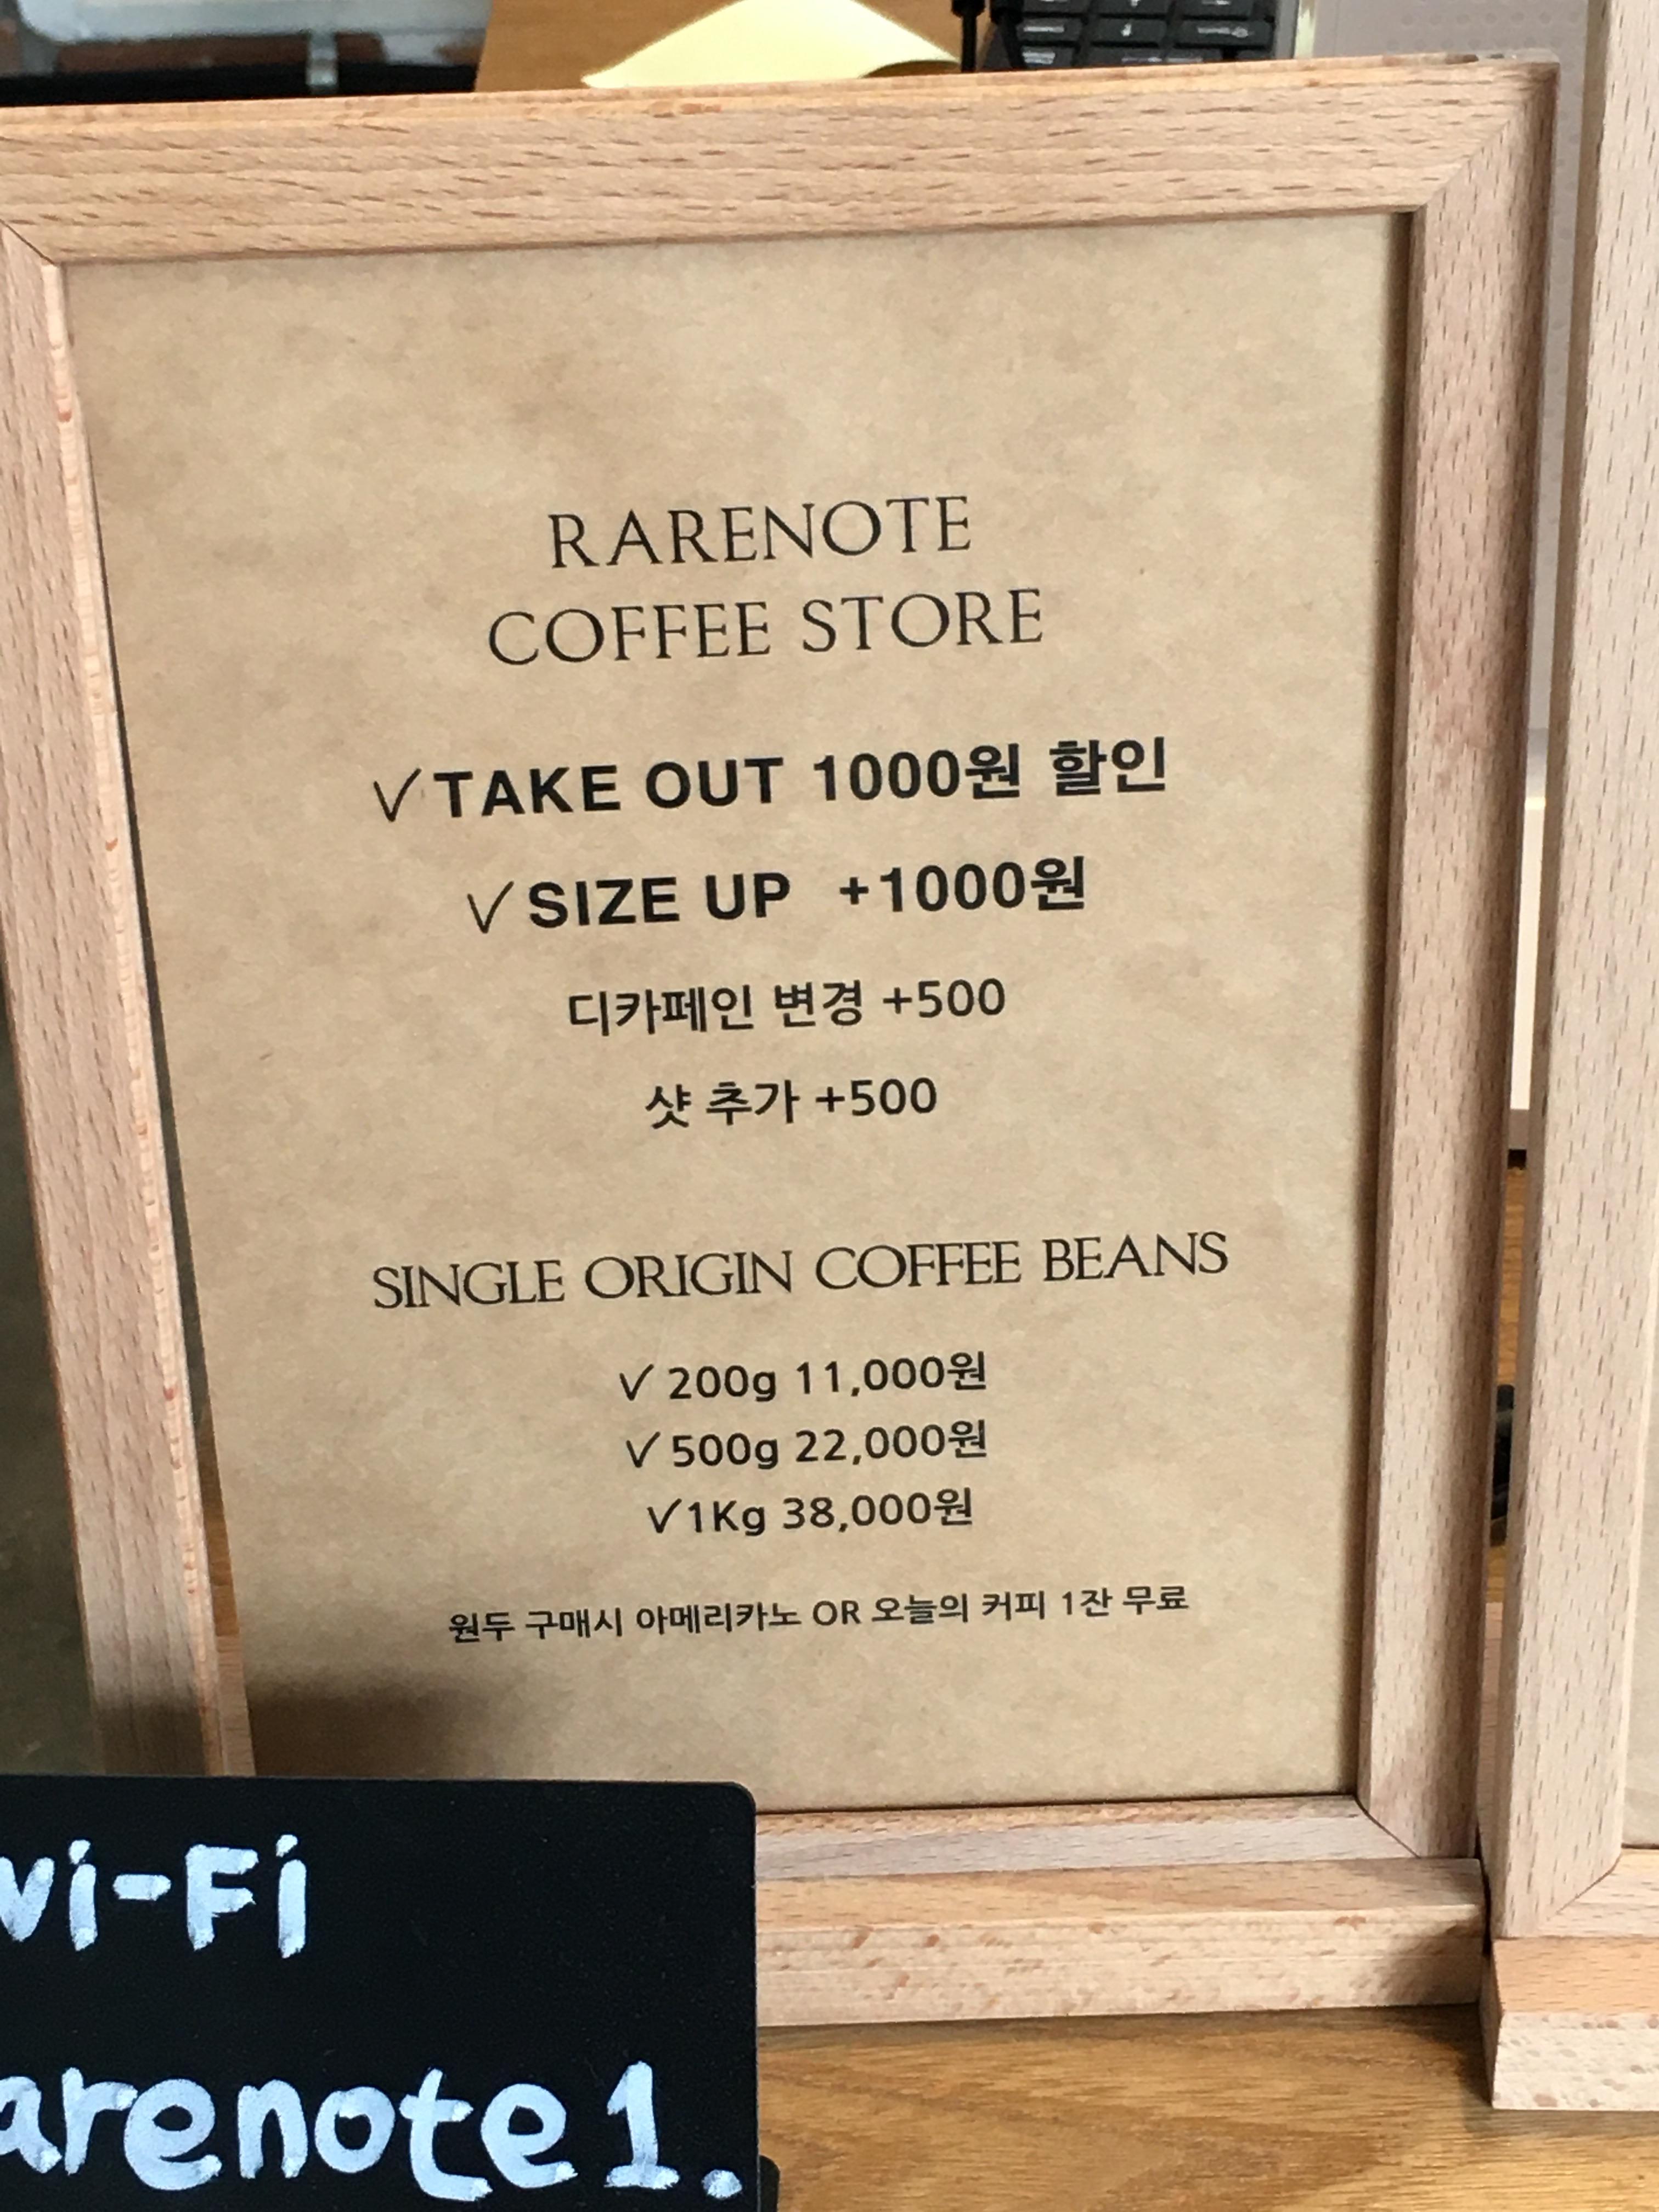 RARENOTE
COFFEE STORE
✓TAKE OUT 1000원 할인
✓SIZE UP +1000원
디카페인 변경 +500
샷 추가 +500
SINGLE ORIGIN COFFEE BEANS
✓ 200g 11,000원
✓ 500g 22,000원
✓1Kg 38,000원
원두 구매시 아메리카노 OR 오늘의 커피 1잔 무료
wi-Fi
arenote1.